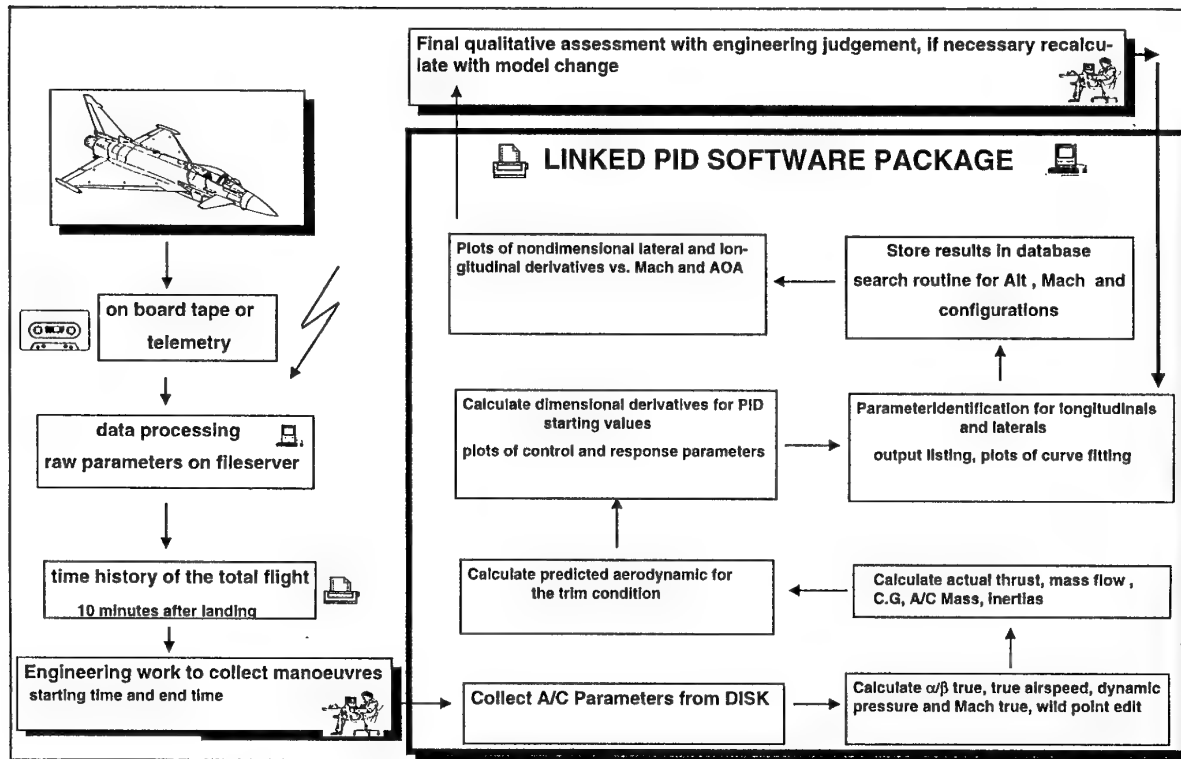 Final qualitative assessment with engineering judgement, if necessary recalcu-
late with model change
on board tape or
telemetry
data processing
raw parameters on fileserver
time history of the total flight
10 minutes after landing
Engineering work to collect manoeuvres
starting time and end time
LINKED PID SOFTWARE PACKAGE
Plots of nondimensional lateral and lon-
gitudinal derivatives vs. Mach and AOA
Store results in database
search routine for Alt , Mach and
configurations
Calculate dimensional derivatives for PID
starting values
plots of control and response parameters
Parameteridentification for longitudinals
and laterals
output listing, plots of curve fitting
Calculate predicted aerodynamic for
the trim condition
Calculate actual thrust, mass flow ,
C.G, A/C Mass, inertias
Collect A/C Parameters from DISK
Calculate α/β true, true airspeed, dynamic
pressure and Mach true, wild point edit